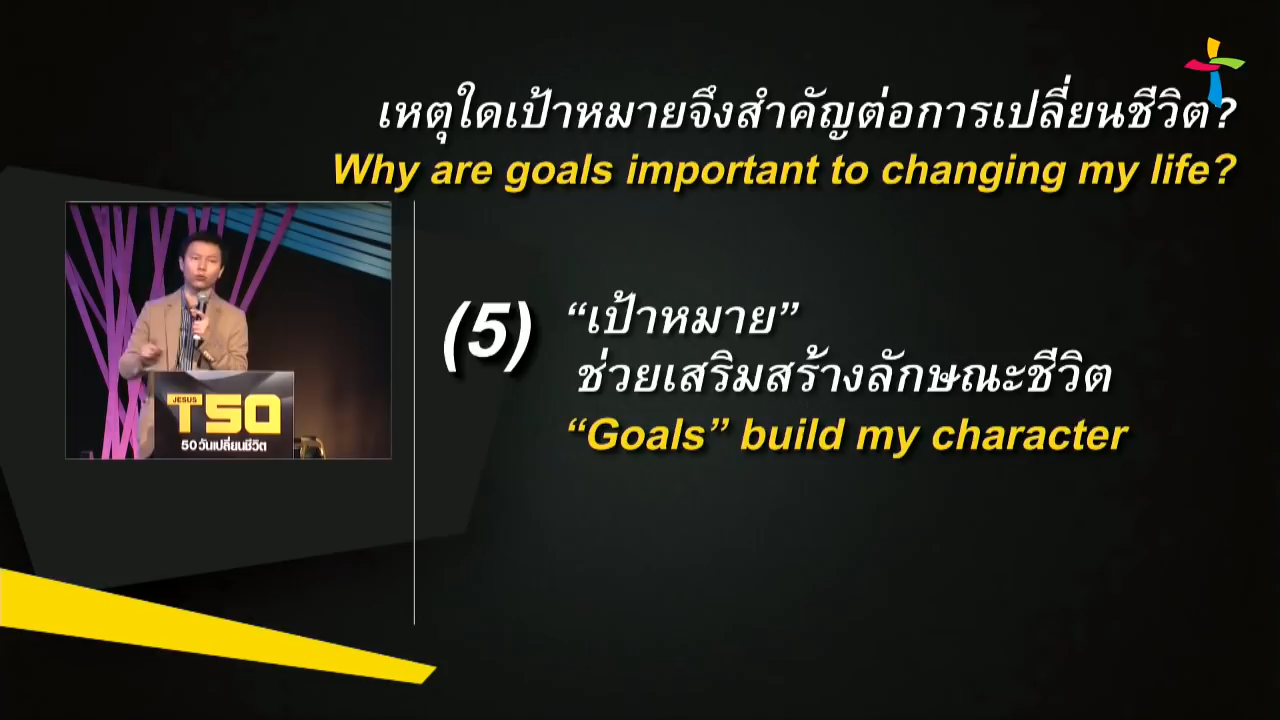 เหตุใดเป้าหมายจึงสำคัญต่อการเปลี่ยนชีวิต?
Why are goals important to changing my life?
(5) “เป้าหมาย”
ช่วยเสริมสร้างลักษณะชีวิต
“Goals” build my character
JESUS
T50
50 วันเปลี่ยนชีวิต